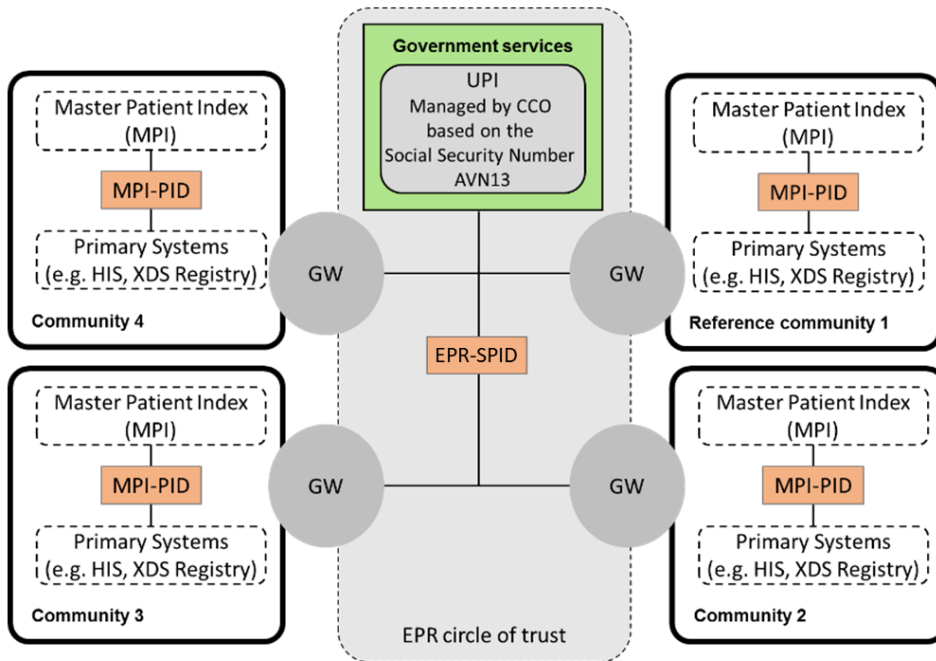 Government services
UPI
Managed by CCO
based on the
Social Security Number
AVN13
Master Patient Index
(MPI)
MPI-PID
Primary Systems
(e.g. HIS, XDS Registry)
Community 4
GW
GW
Master Patient Index
(MPI)
MPI-PID
Primary Systems
(e.g. HIS, XDS Registry)
Reference community 1
EPR-SPID
Master Patient Index
(MPI)
MPI-PID
Primary Systems
(e.g. HIS, XDS Registry)
Community 3
GW
GW
Master Patient Index
(MPI)
MPI-PID
Primary Systems
(e.g. HIS, XDS Registry)
Community 2
EPR circle of trust